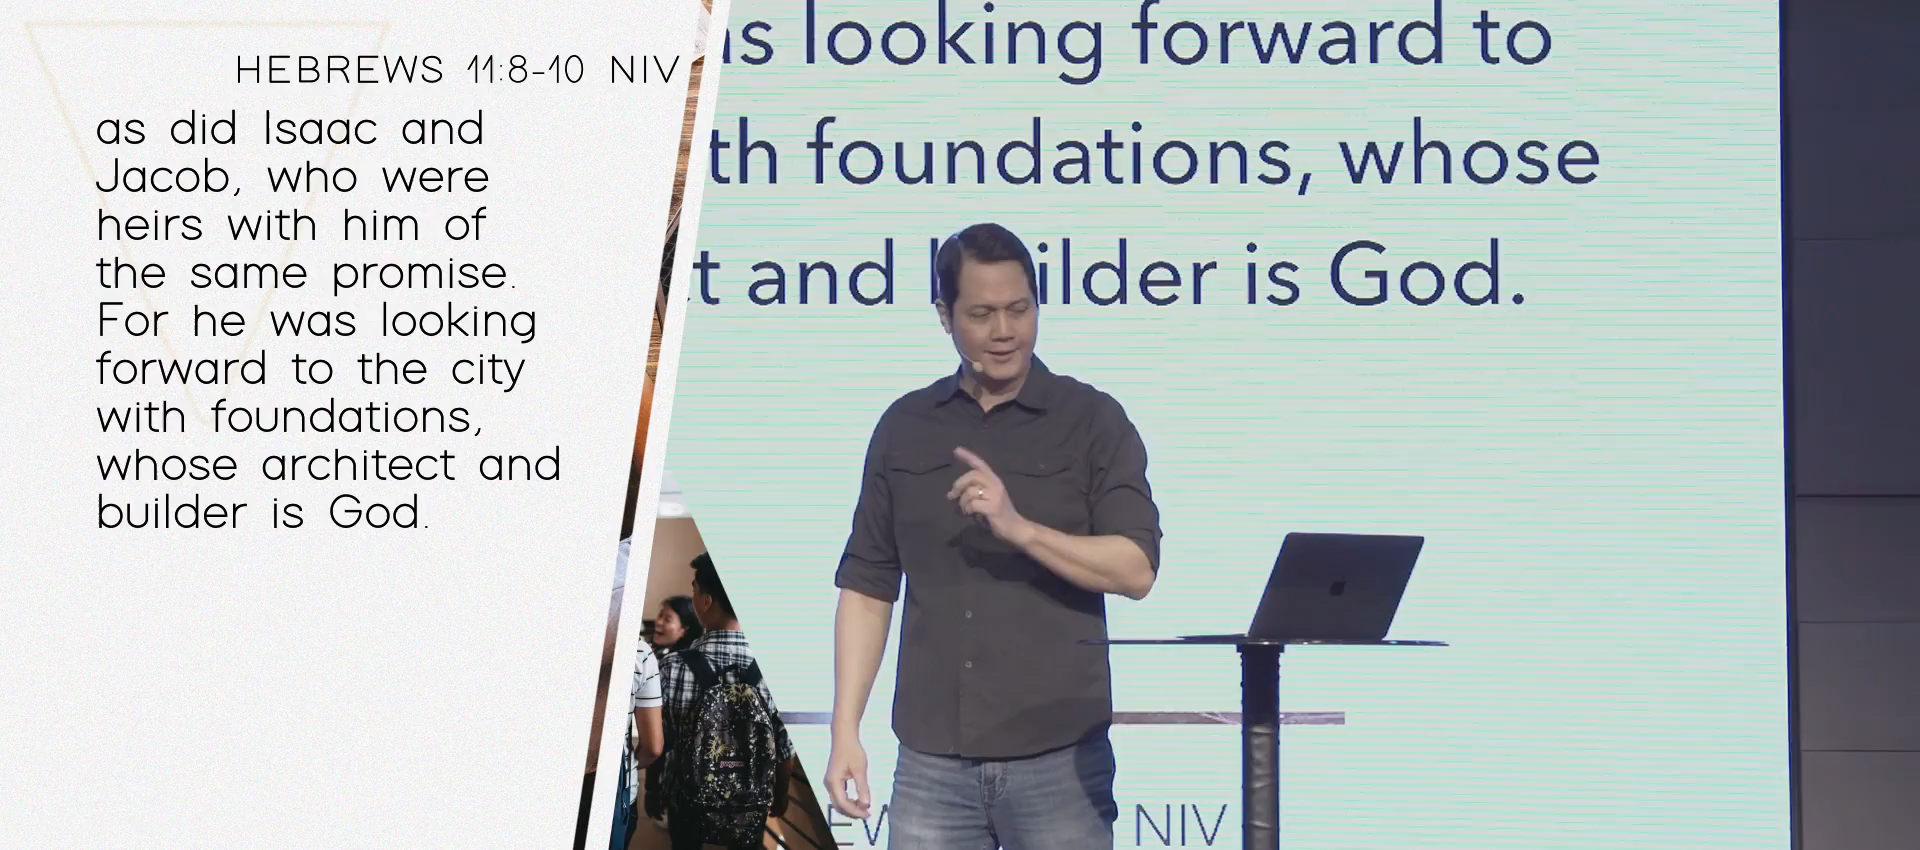 HEBREWS 11:8-10 NIV
as did Isaac and
Jacob, who were
heirs with him of
the same promise.
For he was looking
forward to the city
with foundations,
whose architect and
builder is God.
looking forward to
foundations, whose
and builder is God.
NIV